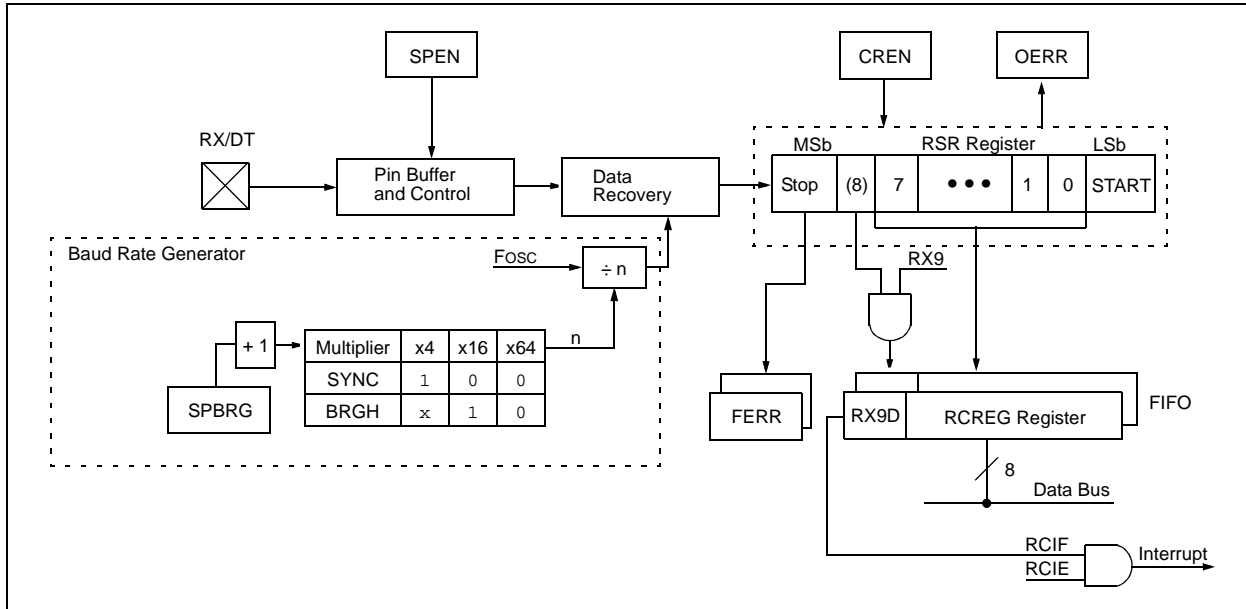 SPEN
CREN
OERR
RX/DT
Pin Buffer
and Control
Data
Recovery
MSb RSR Register LSb
Stop (8) 7 ••• 1 0 START
Baud Rate Generator
FOSC
÷ n
RX9
+ 1
Multiplier x4 x16 x64
n
SYNC 1 0 0
BRGH x 1 0
SPBRG
FERR
RX9D RCREG Register
FIFO
8
Data Bus
RCIF
RCIE
Interrupt